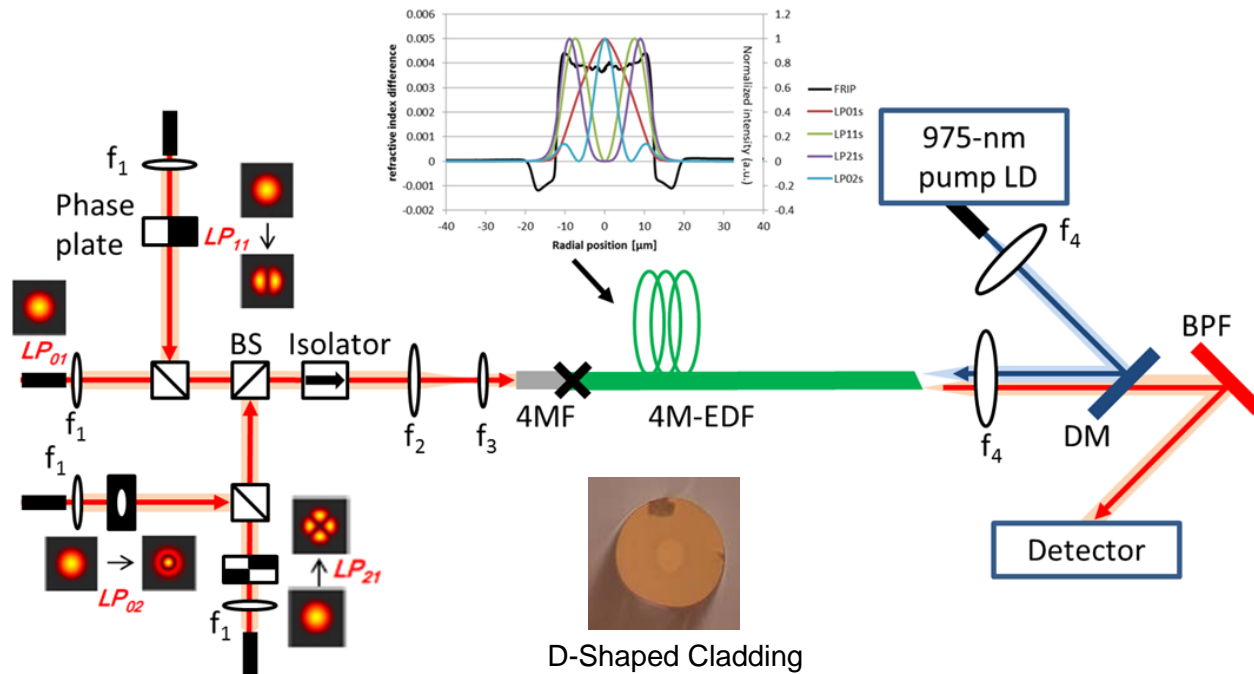 0.006
0.005
0.004
0.003
0.002
0.001
0
-0.001
-0.002
refractive index difference
1.2
1
0.8
0.6
0.4
0.2
0
-0.2
-0.4
Normalized intensity (a.u.)
-40
-30
-20
-10
0
10
20
30
40
Radial position [µm]
FRIP
LP01s
LP11s
LP21s
LP02s
f1
Phase
plate
LP11
LP01
f1
BS
Isolator
f2
f3
4MF
4M-EDF
975-nm
pump LD
f4
BPF
DM
f4
Detector
f1
LP02
LP21
f1
D-Shaped Cladding